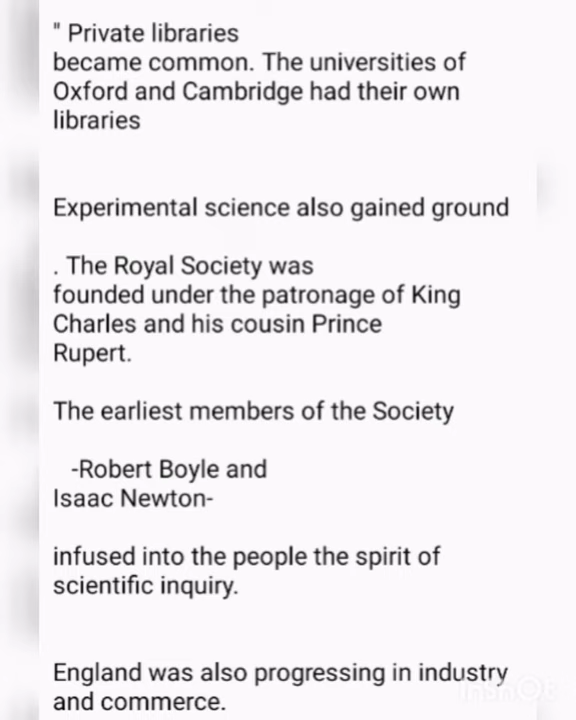 " Private libraries
became common. The universities of
Oxford and Cambridge had their own
libraries
Experimental science also gained ground
. The Royal Society was
founded under the patronage of King
Charles and his cousin Prince
Rupert.
The earliest members of the Society
-Robert Boyle and
Isaac Newton-
infused into the people the spirit of
scientific inquiry.
England was also progressing in industry
and commerce.